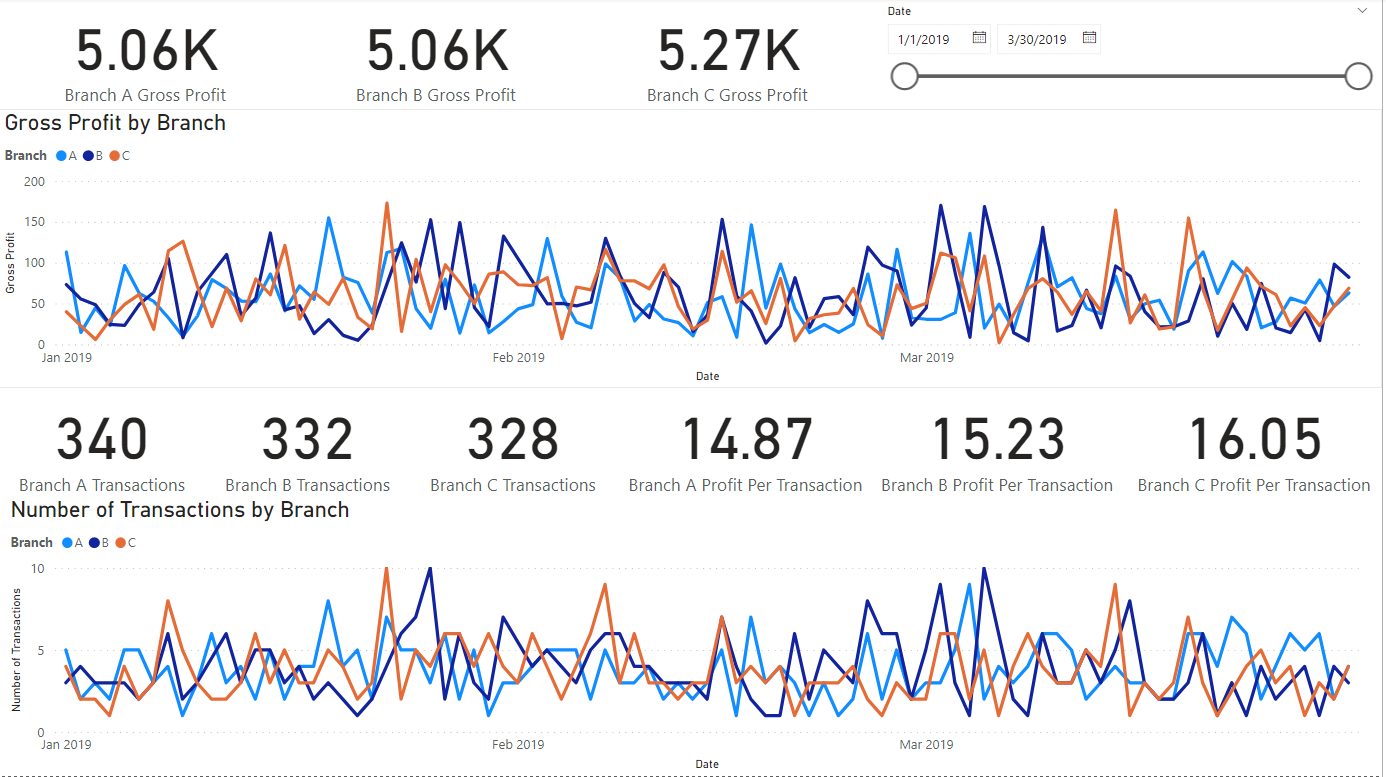 5.06K 5.06K 5.27K
Branch A Gross Profit Branch B Gross Profit Branch C Gross Profit
Date
1/1/2019 3/30/2019
Gross Profit by Branch
Branch A B C
Gross Profit
200
150
100
50
0
Jan 2019 Feb 2019 Mar 2019
Date
340 332 328 14.87 15.23 16.05
Branch A Transactions Branch B Transactions Branch C Transactions Branch A Profit Per Transaction Branch B Profit Per Transaction Branch C Profit Per Transaction
Number of Transactions by Branch
Branch A B C
Number of Transactions
10
5
0
Jan 2019 Feb 2019 Mar 2019
Date